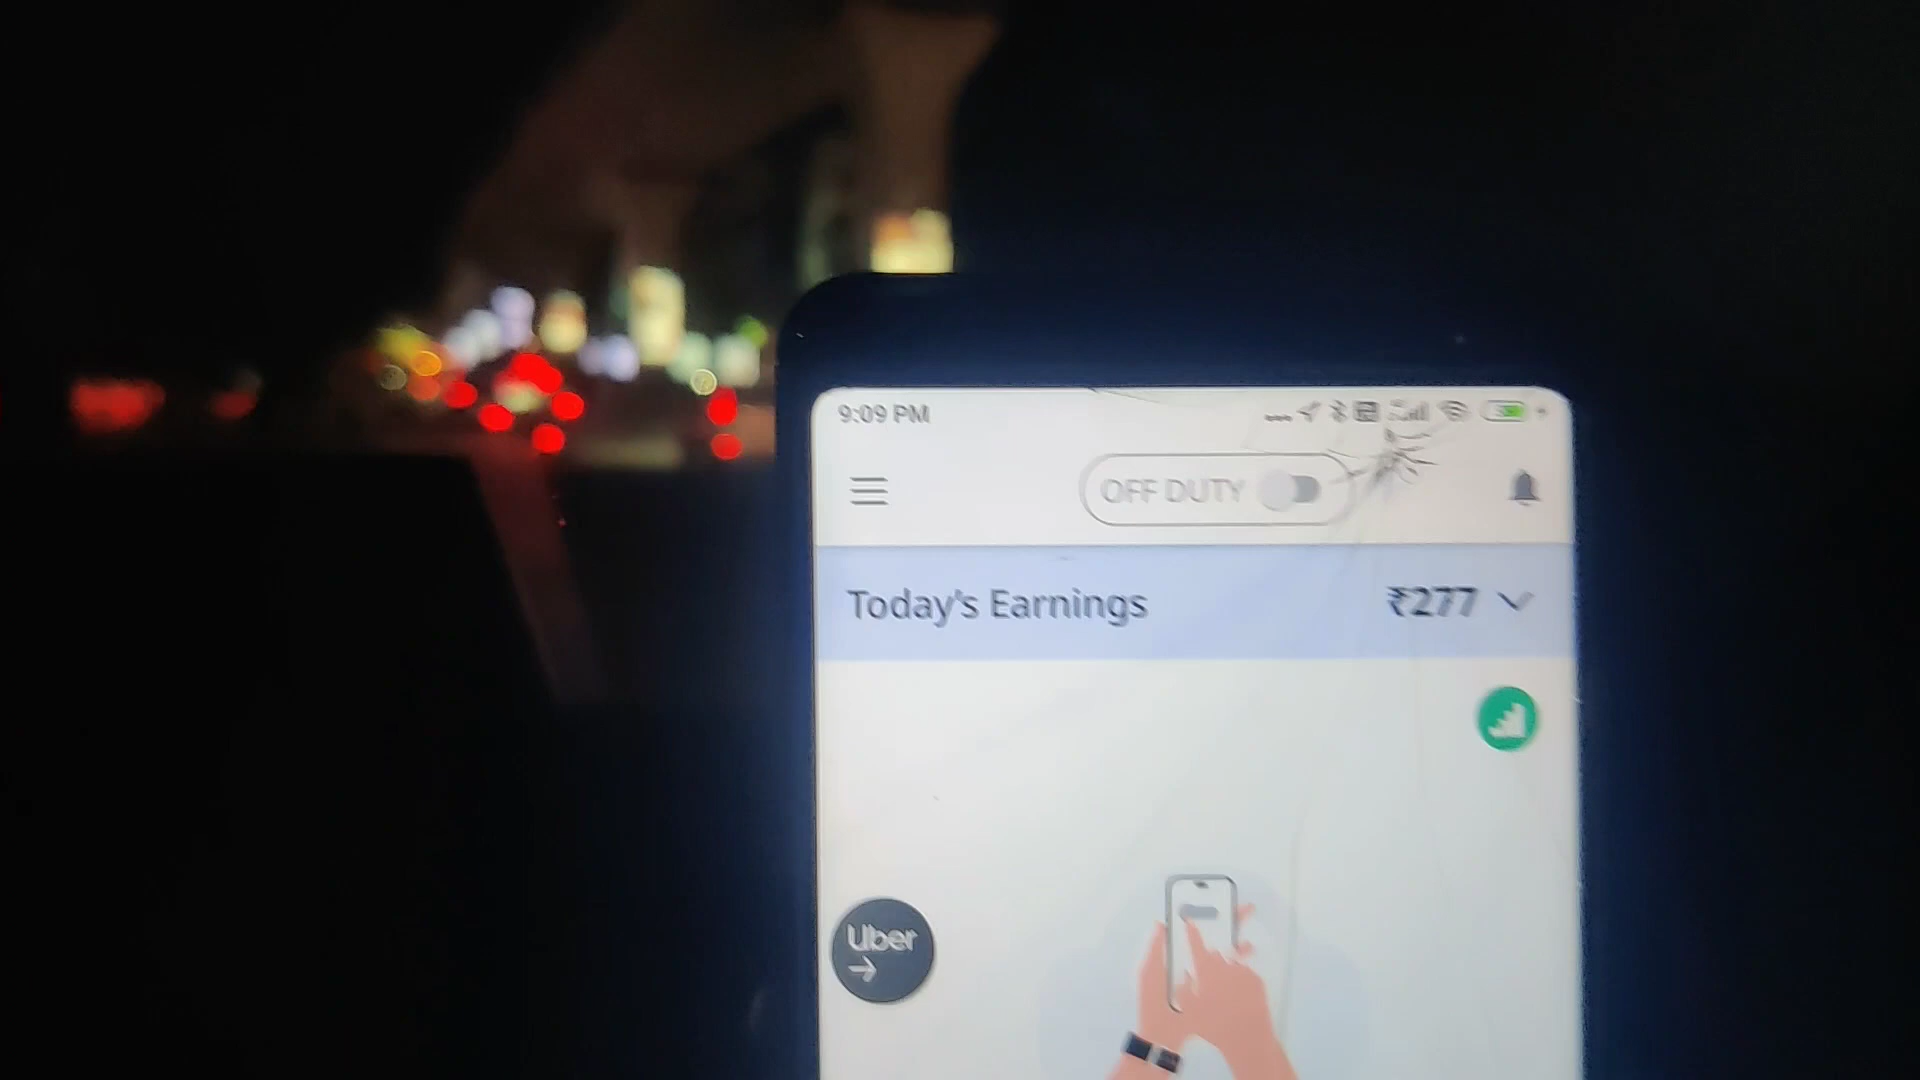 9:09 PM
OFF DUTY
Today's Earnings ₹277
Uber